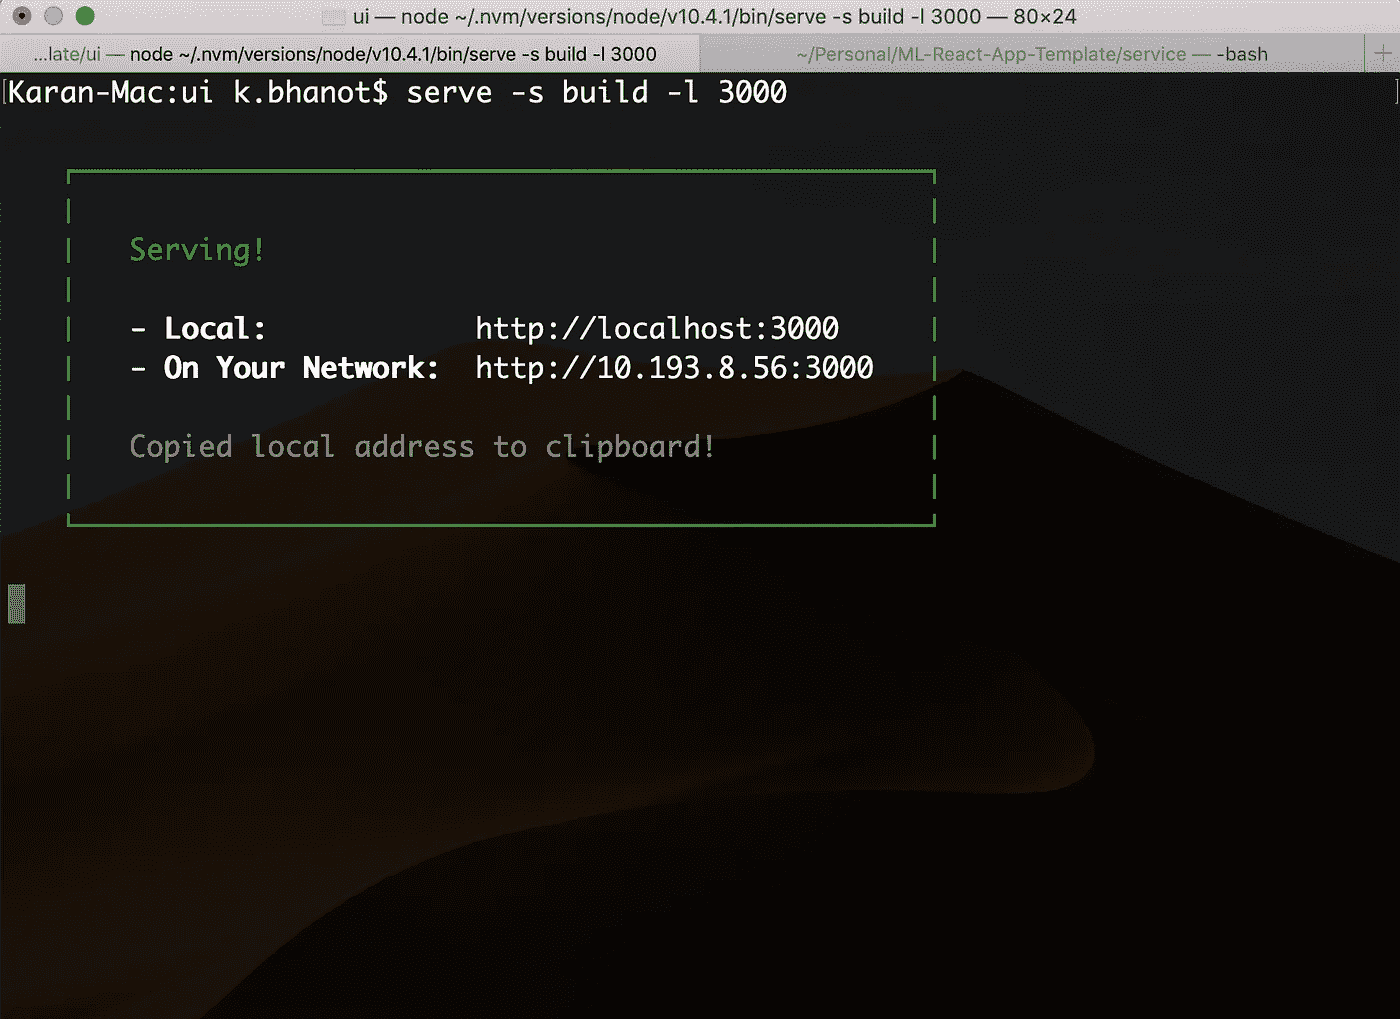 ui — node ~/.nvm/versions/node/v10.4.1/bin/serve -s build -l 3000 — 80×24
...late/ui — node ~/.nvm/versions/node/v10.4.1/bin/serve -s build -l 3000
~/Personal/ML-React-App-Template/service — -bash
Karan-Mac:ui k.bhanot$ serve -s build -l 3000
Serving!
- Local: http://localhost:3000
- On Your Network: http://10.193.8.56:3000
Copied local address to clipboard!